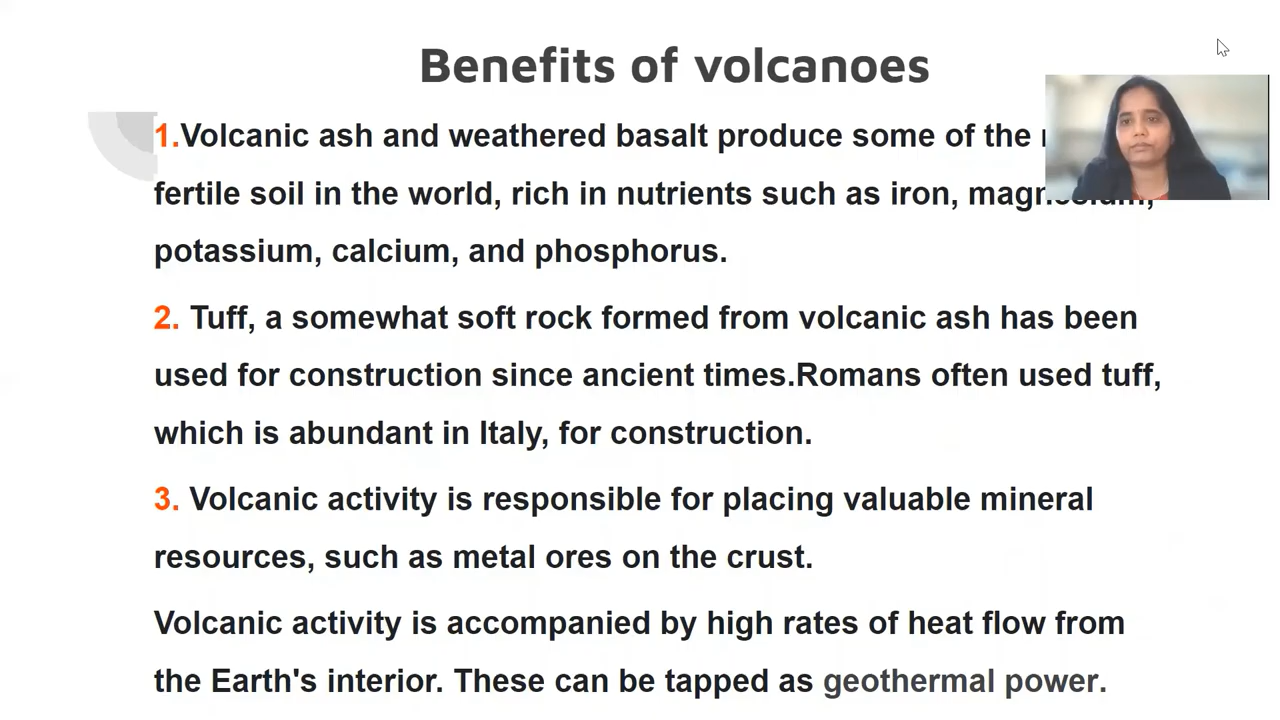 Benefits of volcanoes
1.Volcanic ash and weathered basalt produce some of the
fertile soil in the world, rich in nutrients such as iron, magnesium,
potassium, calcium, and phosphorus.
2. Tuff, a somewhat soft rock formed from volcanic ash has been
used for construction since ancient times.Romans often used tuff,
which is abundant in Italy, for construction.
3. Volcanic activity is responsible for placing valuable mineral
resources, such as metal ores on the crust.
Volcanic activity is accompanied by high rates of heat flow from
the Earth's interior. These can be tapped as geothermal power.